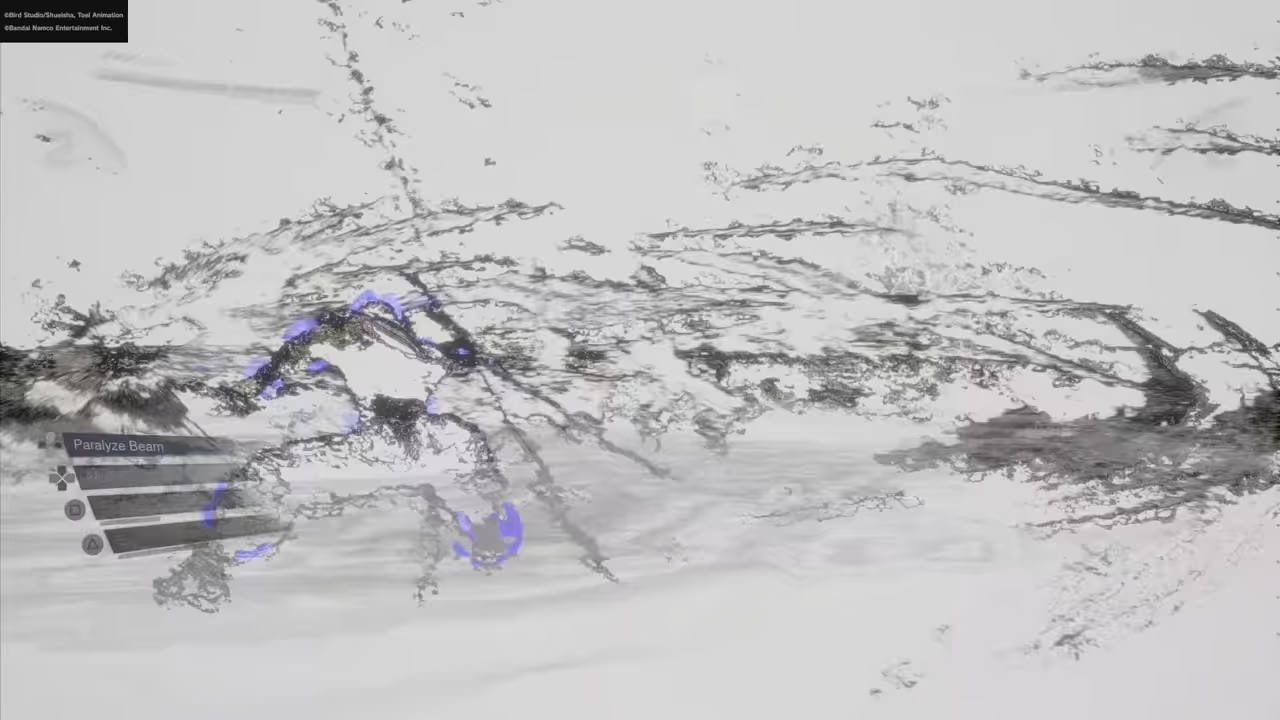 ©Bird Studio/Shueisha, Toei Animation
©Bandai Namco Entertainment Inc.
Paralyze Beam